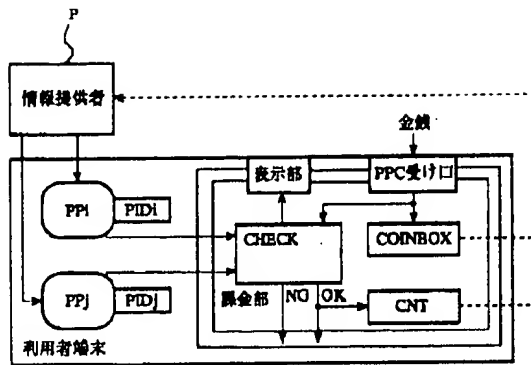 P
情報提供者
金銭
表示部
PPC受け口
PPi
PIDi
CHECK
COINBOX
PPj
PIDj
課金部
NG
OK
CNT
利用者端末